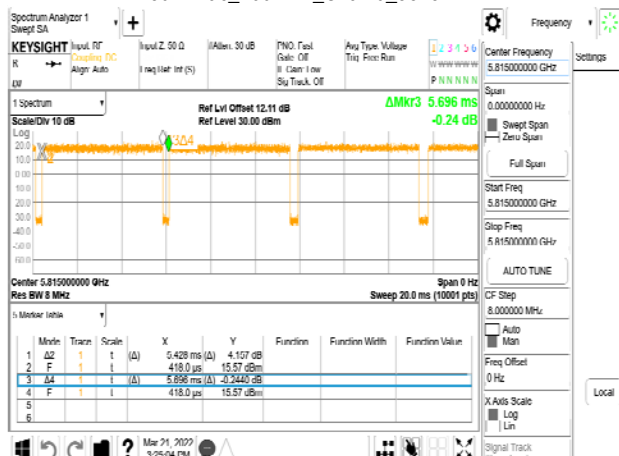 Spectrum Analyzer 1
Swept SA
+
Frequency
KEYSIGHT
Input: RF
Coupling: DC
Align: Auto
Input Z: 50 Ω
Freq Ref: Int (S)
#Atten: 30 dB
PNO: Fast
Gate: Off
IF Gain: Low
Sig Track: Off
Avg Type: Voltage
Trig: Free Run
1 2 3 4 5 6
W W W W W W
P N N N N N
Center Frequency
5.815000000 GHz
Settings
Span
0.00000000 Hz
Swept Span
Zero Span
Full Span
Start Freq
5.815000000 GHz
Stop Freq
5.815000000 GHz
AUTO TUNE
CF Step
8.000000 MHz
Auto
Man
Freq Offset
0 Hz
X Axis Scale
Log
Lin
Signal Track
Local
1 Spectrum
Scale/Div 10 dB
Ref Lvl Offset 12.11 dB
Ref Level 30.00 dBm
ΔMkr3 5.696 ms
-0.24 dB
Log
20.0
10.0
0.00
10.0
20.0
30.0
-40.0
-50.0
60.0
3Δ4
Center 5.815000000 GHz
Res BW 8 MHz
Span 0 Hz
Sweep 20.0 ms (10001 pts)
5 Marker Table
Mode Trace Scale X Y Function Function Width Function Value
1 Δ2 1 t (Δ) 5.428 ms (Δ) 4.157 dB
2 F 1 t 418.0 µs 15.57 dBm
3 Δ4 1 t (Δ) 5.696 ms (Δ) -0.2440 dB
4 F 1 t 418.0 µs 15.57 dBm
5
6
?
Mar 21, 2022
3:25:04 PM